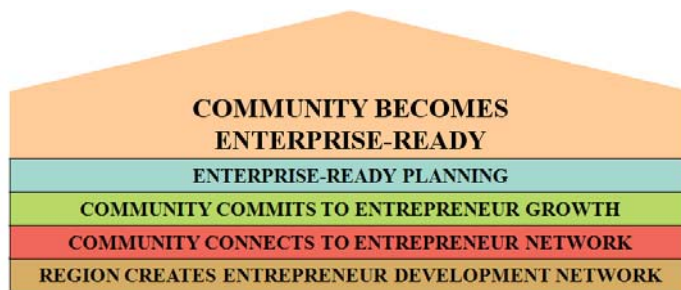 COMMUNITY BECOMES
ENTERPRISE-READY
ENTERPRISE-READY PLANNING
COMMUNITY COMMITS TO ENTREPRENEUR GROWTH
COMMUNITY CONNECTS TO ENTREPRENEUR NETWORK
REGION CREATES ENTREPRENEUR DEVELOPMENT NETWORK